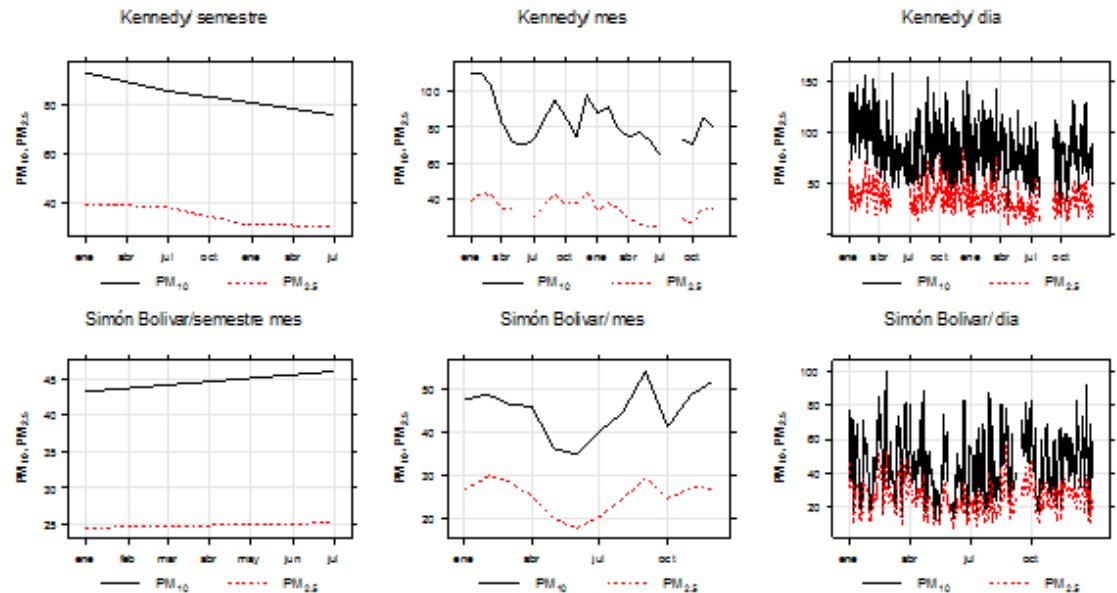 Kennedy/ semestre
PM10, PM2.5
80
60
40
ene abr jul oct ene abr jul
PM10 PM2.5
Kennedy/ mes
PM10, PM2.5
100
80
60
40
ene abr jul oct ene abr jul oct
PM10 PM2.5
Kennedy/ dia
PM10, PM2.5
150
100
50
ene abr jul oct ene abr jul oct
PM10 PM2.5
Simón Bolivar/semestre mes
PM10, PM2.5
45
40
35
30
25
ene feb mar abr may jun jul
PM10 PM2.5
Simón Bolivar/ mes
PM10, PM2.5
50
40
30
20
ene abr jul oct
PM10 PM2.5
Simón Bolivar/ dia
PM10, PM2.5
100
80
60
40
20
ene abr jul oct
PM10 PM2.5